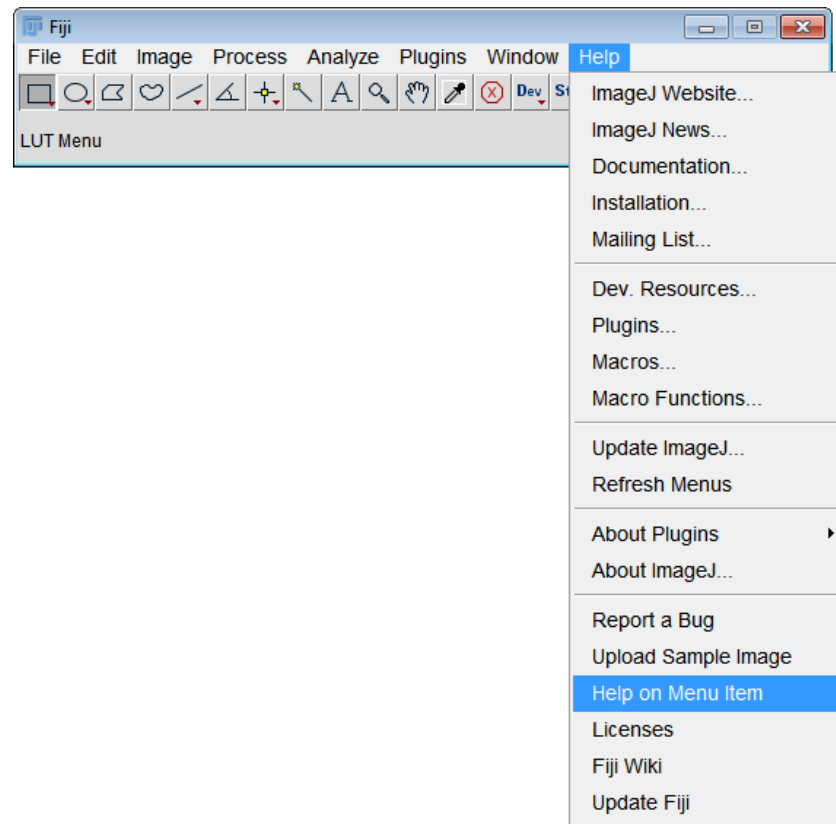 Fiji
File Edit Image Process Analyze Plugins Window Help
A Dev St
LUT Menu
ImageJ Website...
ImageJ News...
Documentation...
Installation...
Mailing List...
Dev. Resources...
Plugins...
Macros...
Macro Functions...
Update ImageJ...
Refresh Menus
About Plugins
About ImageJ...
Report a Bug
Upload Sample Image
Help on Menu Item
Licenses
Fiji Wiki
Update Fiji